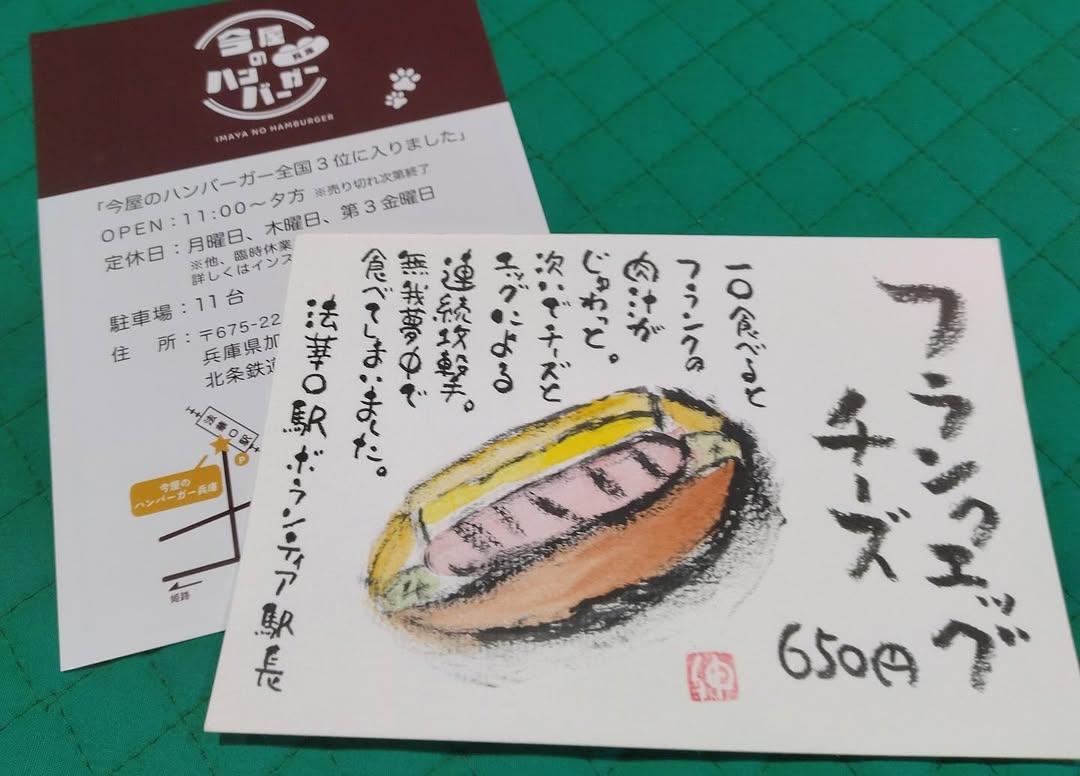 今屋
の
ハン
バーガー
兵庫
IMAYA NO HAMBURGER
「今屋のハンバーガー全国3位に入りました」
OPEN：11:00～夕方 ※売り切れ次第終了
定休日：月曜日、木曜日、第3金曜日
※他、臨時休業
詳しくはインス
駐車場：11台
住 所：〒675-22
兵庫県加
北条鉄道
法華口駅
P
今屋の
ハンバーガー兵庫
姫路
フランクエッグ
チーズ
650円
一口食べると
フランクの
肉汁が
じゅわっと。
次いでチーズと
エッグによる
連続攻撃。
無我夢中で
食べてしまいました。
法華口駅ボランティア駅長